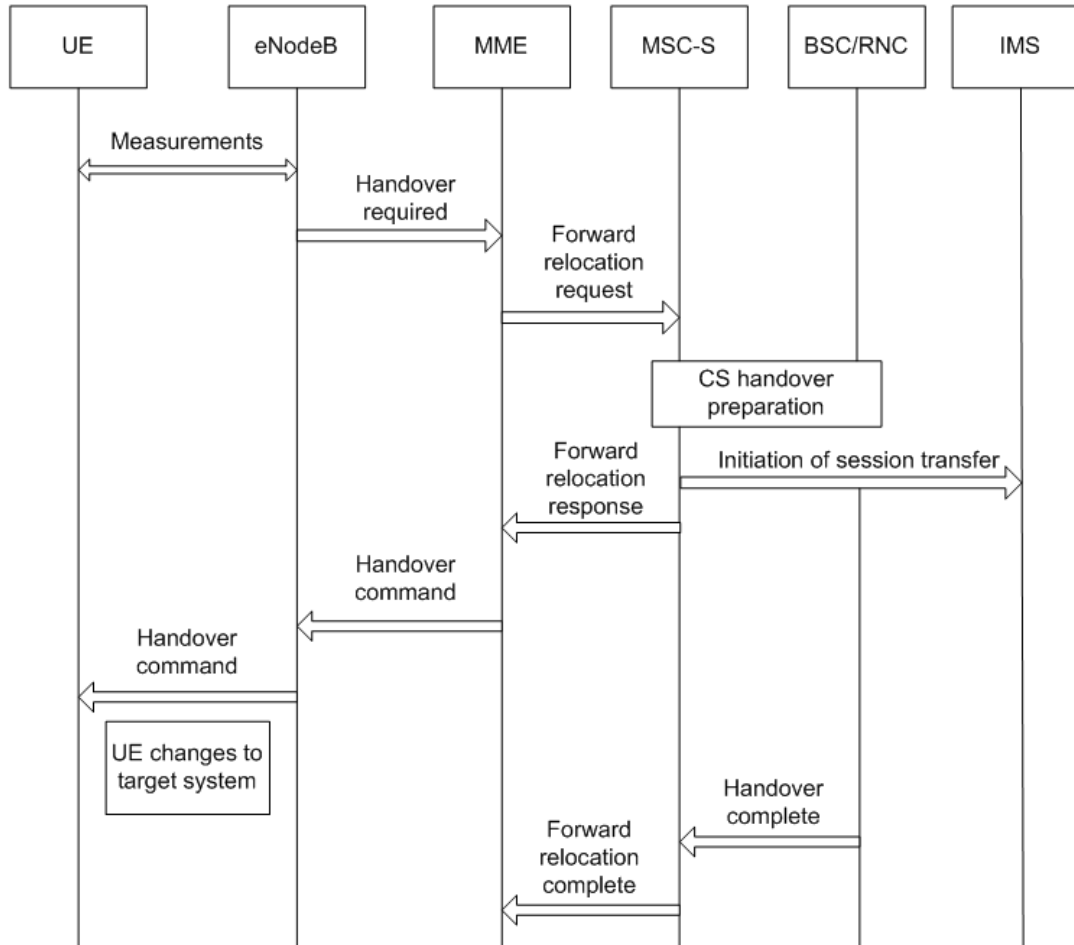 UE
eNodeB
MME
MSC-S
BSC/RNC
IMS
Measurements
Handover
required
Forward
relocation
request
CS handover
preparation
Forward
relocation
response
Initiation of session transfer
Handover
command
Handover
command
UE changes to
target system
Handover
complete
Forward
relocation
complete